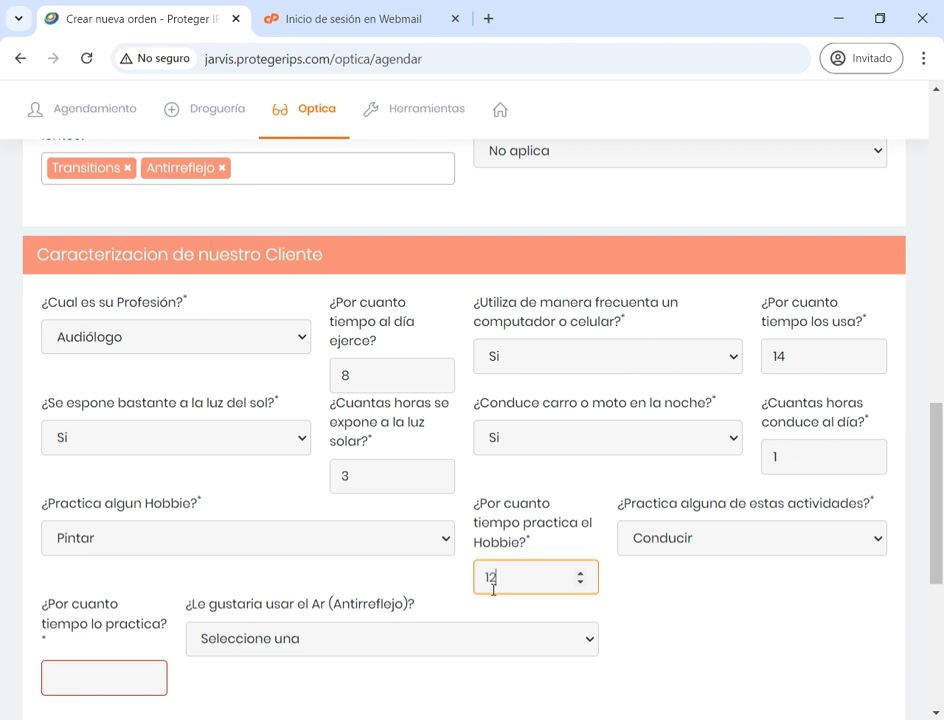 Crear nueva orden - Proteger IP
Inicio de sesión en Webmail
No seguro
jarvis.protegerips.com/optica/agendar
Invitado
Agendamiento
Droguería
Optica
Herramientas
Transitions ×
Antirreflejo ×
No aplica
Caracterizacion de nuestro Cliente
¿Cual es su Profesión?*
Audiólogo
¿Por cuanto
tiempo al día
ejerce?
8
¿Utiliza de manera frecuenta un
computador o celular?*
Si
¿Por cuanto
tiempo los usa?*
14
¿Se espone bastante a la luz del sol?*
Si
¿Cuantas horas se
expone a la luz
solar?*
3
¿Conduce carro o moto en la noche?*
Si
¿Cuantas horas
conduce al día?*
1
¿Practica algun Hobbie?*
Pintar
¿Por cuanto
tiempo practica el
Hobbie?*
12
¿Practica alguna de estas actividades?*
Conducir
¿Por cuanto
tiempo lo practica?
*
¿Le gustaria usar el Ar (Antirreflejo)?
Seleccione una